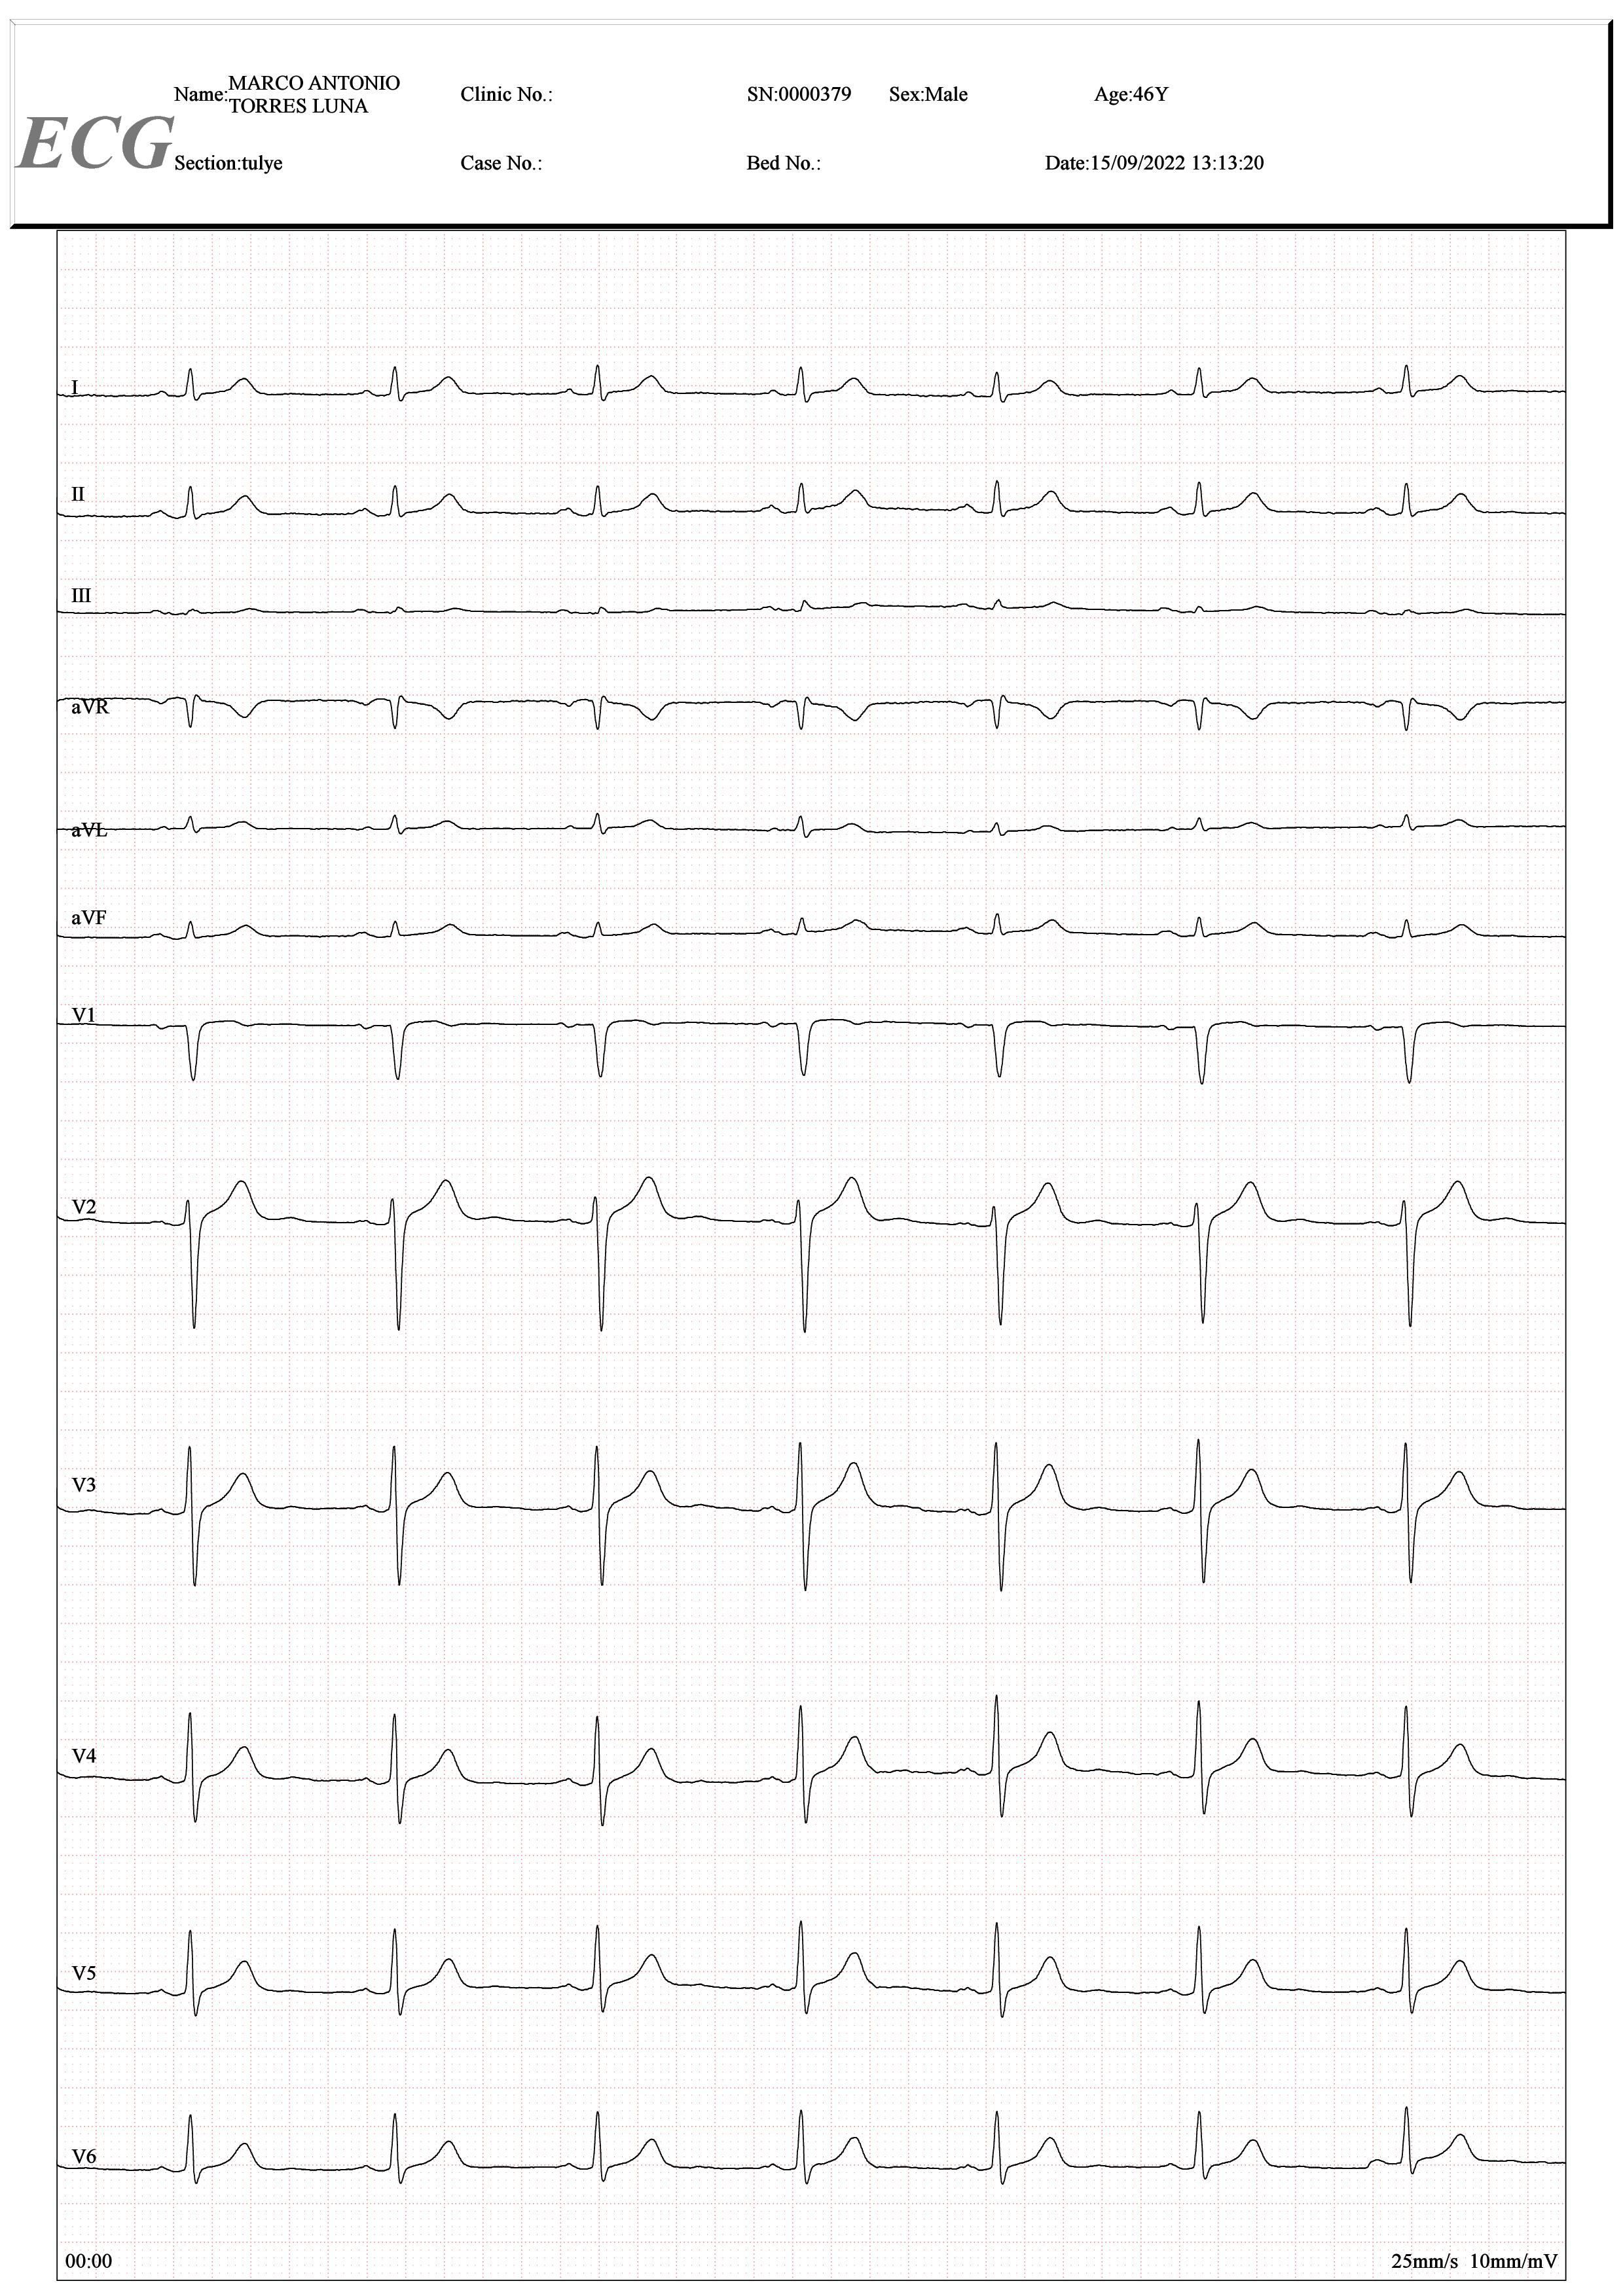 Name:MARCO ANTONIO TORRES LUNA Clinic No.: SN:0000379 Sex:Male Age:46Y
ECG
Section:tulye Case No.: Bed No.: Date:15/09/2022 13:13:20
I
II
III
aVR
aVL
aVF
V1
V2
V3
V4
V5
V6
00:00 25mm/s 10mm/mV